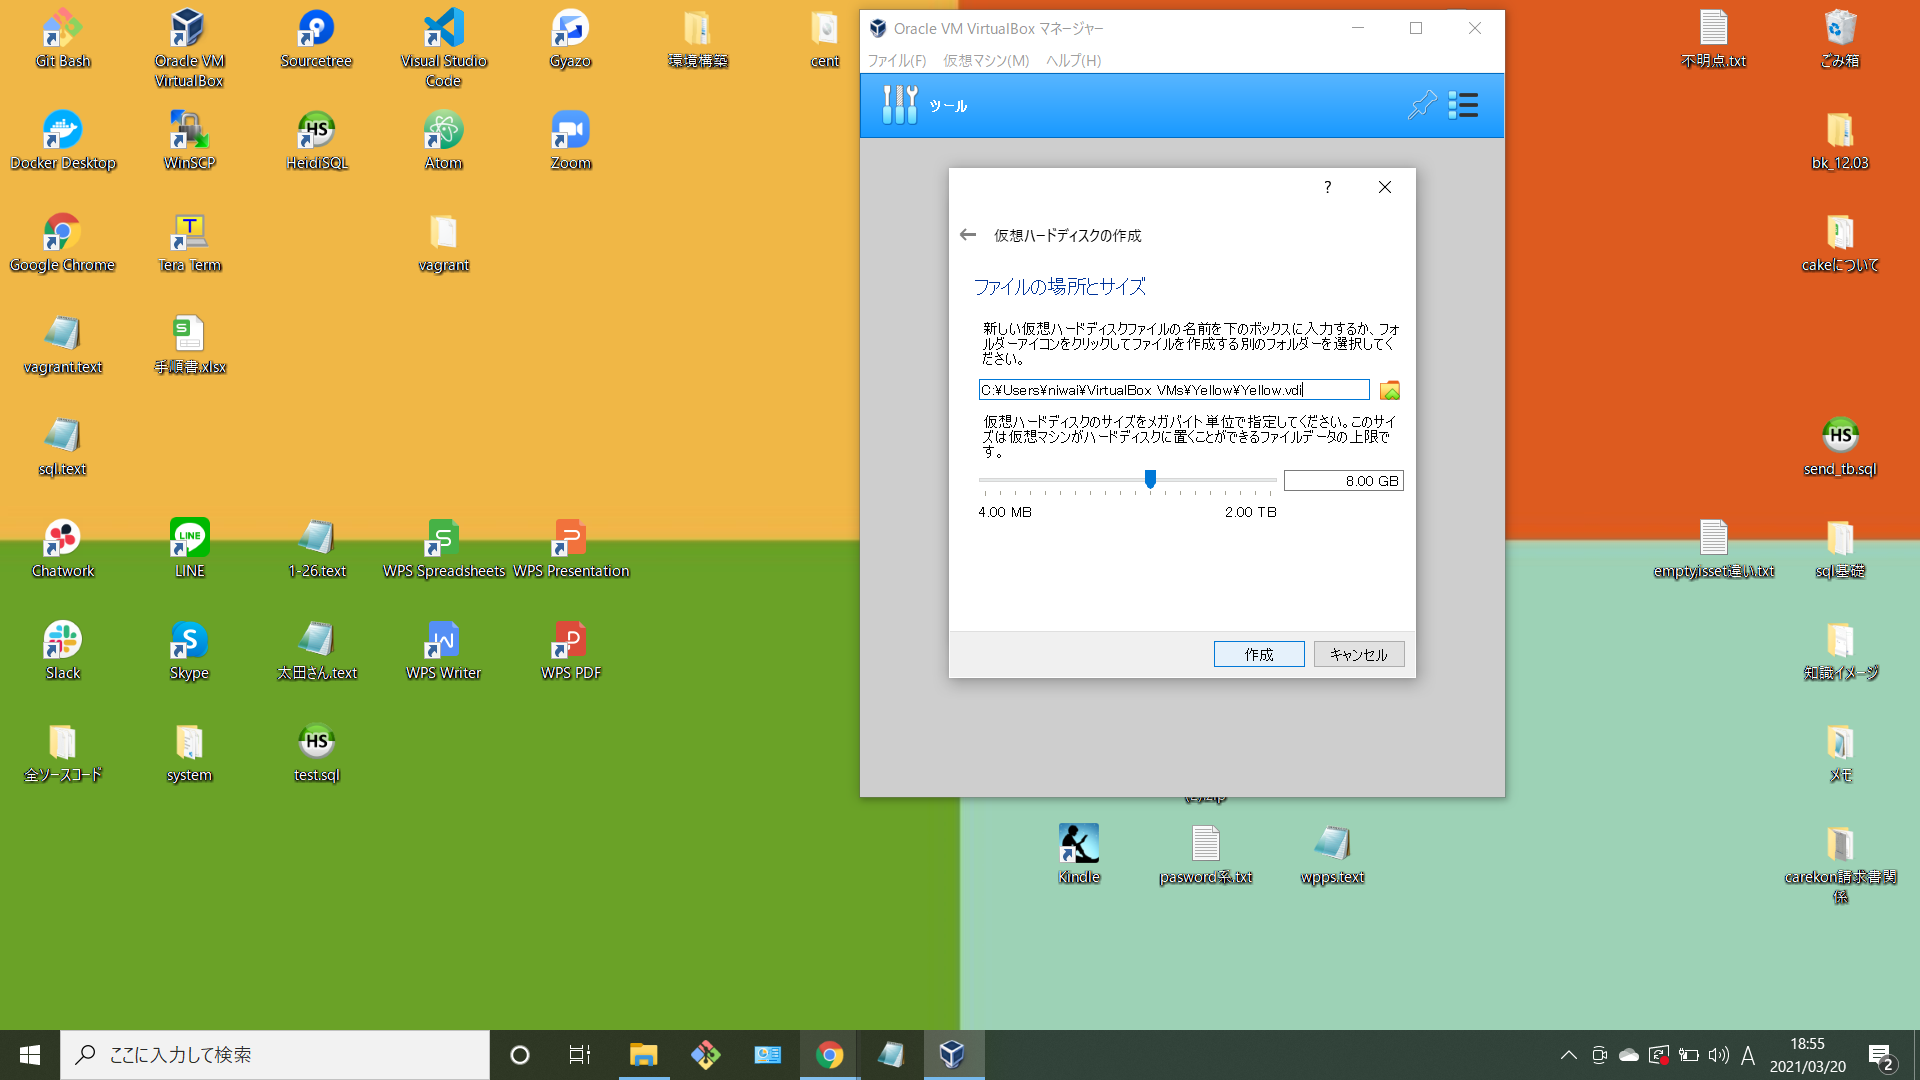 Git Bash
Oracle VM
VirtualBox
Sourcetree
Visual Studio
Code
Gyazo
環境構築
cent
Docker Desktop
WinSCP
HeidiSQL
Atom
Zoom
Google Chrome
Tera Term
vagrant
vagrant.text
手順書.xlsx
sql.text
Chatwork
LINE
1-26.text
WPS Spreadsheets
WPS Presentation
Slack
Skype
太田さん.text
WPS Writer
WPS PDF
全ソースコード
system
test.sql
Oracle VM VirtualBox マネージャー
ファイル(F) 仮想マシン(M) ヘルプ(H)
ツール
?
仮想ハードディスクの作成
ファイルの場所とサイズ
新しい仮想ハードディスクファイルの名前を下のボックスに入力するか、フォ
ルダーアイコンをクリックしてファイルを作成する別のフォルダーを選択してく
ださい。
C:¥Users¥niwai¥VirtualBox VMs¥Yellow¥Yellow.vdi
仮想ハードディスクのサイズをメガバイト単位で指定してください。このサイ
ズは仮想マシンがハードディスクに置くことができるファイルデータの上限で
す。
8.00 GB
4.00 MB
2.00 TB
作成
キャンセル
Kindle
pasword系.txt
wpps.text
不明点.txt
ごみ箱
bk_12.03
cakeについて
send_tb.sql
empty,isset違い.txt
sql基礎
知識イメージ
メモ
carekon請求書関
係
ここに入力して検索
A
18:55
2021/03/20
2